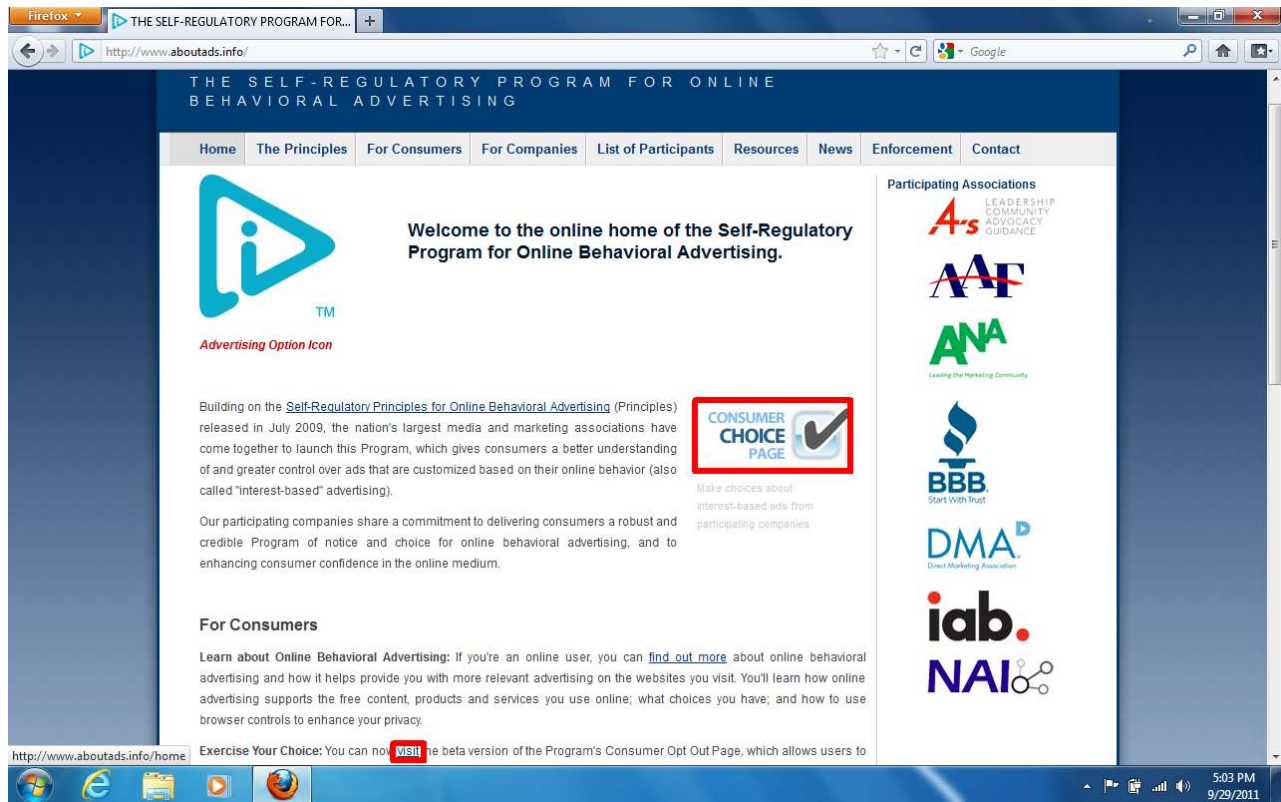 Firefox
THE SELF-REGULATORY PROGRAM FOR...
http://www.aboutads.info/
Google
THE SELF-REGULATORY PROGRAM FOR ONLINE
BEHAVIORAL ADVERTISING
Home The Principles For Consumers For Companies List of Participants Resources News Enforcement Contact
TM
Advertising Option Icon
Welcome to the online home of the Self-Regulatory
Program for Online Behavioral Advertising.
Building on the Self-Regulatory Principles for Online Behavioral Advertising (Principles)
released in July 2009, the nation's largest media and marketing associations have
come together to launch this Program, which gives consumers a better understanding
of and greater control over ads that are customized based on their online behavior (also
called "interest-based" advertising).
Our participating companies share a commitment to delivering consumers a robust and
credible Program of notice and choice for online behavioral advertising, and to
enhancing consumer confidence in the online medium.
CONSUMER
CHOICE
PAGE
Make choices about
interest-based ads from
participating companies
For Consumers
Learn about Online Behavioral Advertising: If you're an online user, you can find out more about online behavioral
advertising and how it helps provide you with more relevant advertising on the websites you visit. You'll learn how online
advertising supports the free content, products and services you use online; what choices you have; and how to use
browser controls to enhance your privacy.
Exercise Your Choice: You can now visit he beta version of the Program's Consumer Opt Out Page, which allows users to
Participating Associations
A's LEADERSHIP
COMMUNITY
ADVOCACY
GUIDANCE
AAF
ANA
Leading the Marketing Community
BBB.
Start With Trust
DMA
Direct Marketing Association
iab.
NAI
http://www.aboutads.info/home
5:03 PM
9/29/2011